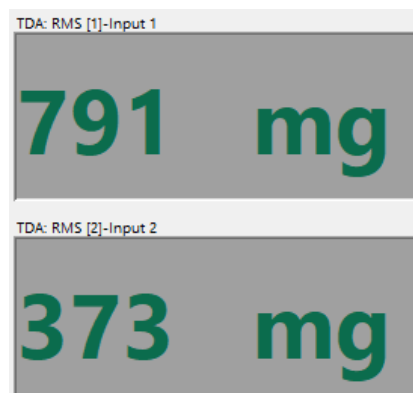 TDA: RMS [1]-Input 1
791 mg
TDA: RMS [2]-Input 2
373 mg